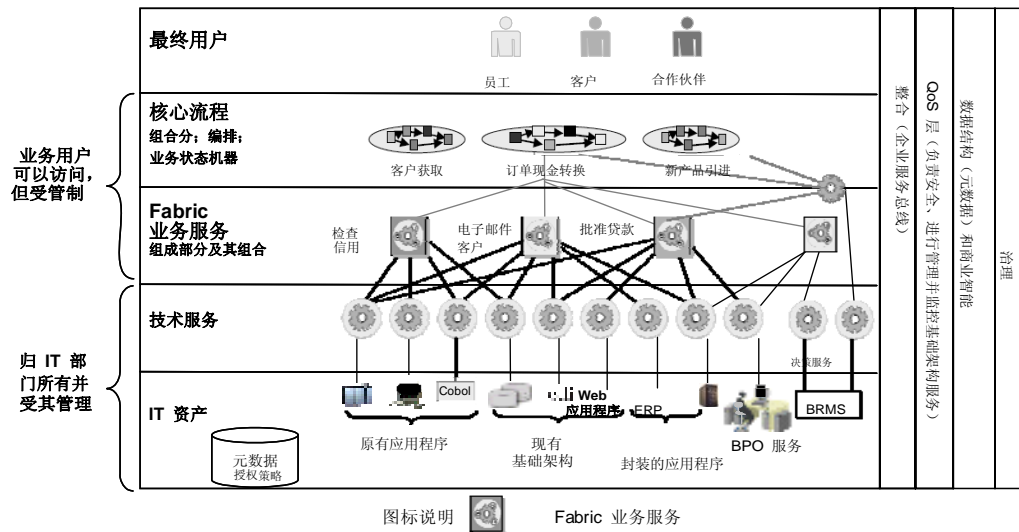 最终用户
员工
客户
合作伙伴
核心流程
组合分；编排；
业务状态机器
客户获取
订单现金转换
新产品引进
业务用户
可以访问，
但受管制
Fabric
业务服务
组成部分及其组合
检查
信用
电子邮件
客户
批准贷款
技术服务
决策服务
归 IT 部
门所有并
受其管理
IT 资产
Cobol
Web
应用程序
ERP
BRMS
原有应用程序
现有
基础架构
封装的应用程序
BPO 服务
元数据
授权策略
整合（企业服务总线）
QoS 层（负责安全、进行管理并监控基础架构服务）
数据结构（元数据）和商业智能
治理
图标说明
Fabric 业务服务